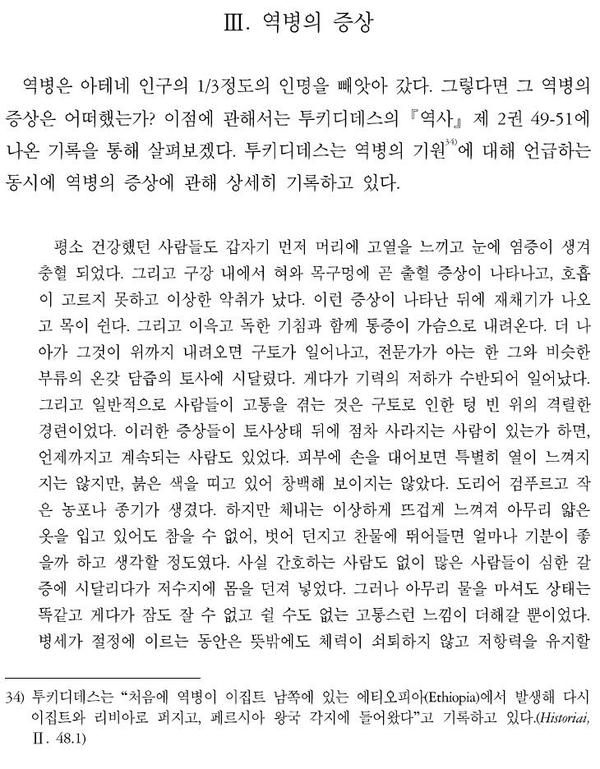 Ⅲ. 역병의 증상
역병은 아테네 인구의 1/3정도의 인명을 빼앗아 갔다. 그렇다면 그 역병의
증상은 어떠했는가? 이점에 관해서는 투키디데스의 『역사』 제 2권 49-51에
나온 기록을 통해 살펴보겠다. 투키디데스는 역병의 기원34)에 대해 언급하는
동시에 역병의 증상에 관해 상세히 기록하고 있다.
평소 건강했던 사람들도 갑자기 먼저 머리에 고열을 느끼고 눈에 염증이 생겨
충혈 되었다. 그리고 구강 내에서 혀와 목구멍에 곧 출혈 증상이 나타나고, 호흡
이 고르지 못하고 이상한 악취가 났다. 이런 증상이 나타난 뒤에 재채기가 나오
고 목이 쉰다. 그리고 이윽고 독한 기침과 함께 통증이 가슴으로 내려온다. 더 나
아가 그것이 위까지 내려오면 구토가 일어나고, 전문가가 아는 한 그와 비슷한
부류의 온갖 담즙의 토사에 시달렸다. 게다가 기력의 저하가 수반되어 일어났다.
그리고 일반적으로 사람들이 고통을 겪는 것은 구토로 인한 텅 빈 위의 격렬한
경련이었다. 이러한 증상들이 토사상태 뒤에 점차 사라지는 사람이 있는가 하면,
언제까지고 계속되는 사람도 있었다. 피부에 손을 대어보면 특별히 열이 느껴지
지는 않지만, 붉은 색을 띠고 있어 창백해 보이지는 않았다. 도리어 검푸르고 작
은 농포나 종기가 생겼다. 하지만 체내는 이상하게 뜨겁게 느껴져 아무리 얇은
옷을 입고 있어도 참을 수 없어, 벗어 던지고 찬물에 뛰어들면 얼마나 기분이 좋
을까 하고 생각할 정도였다. 사실 간호하는 사람도 없이 많은 사람들이 심한 갈
증에 시달리다가 저수지에 몸을 던져 넣었다. 그러나 아무리 물을 마셔도 상태는
똑같고 게다가 잠도 잘 수 없고 쉴 수도 없는 고통스런 느낌이 더해갈 뿐이었다.
병세가 절정에 이르는 동안은 뜻밖에도 체력이 쇠퇴하지 않고 저항력을 유지할
34) 투키디데스는 “처음에 역병이 이집트 남쪽에 있는 에티오피아(Ethiopia)에서 발생해 다시
이집트와 리비아로 퍼지고, 페르시아 왕국 각지에 들어왔다”고 기록하고 있다.(Historiai,
Ⅱ. 48.1)